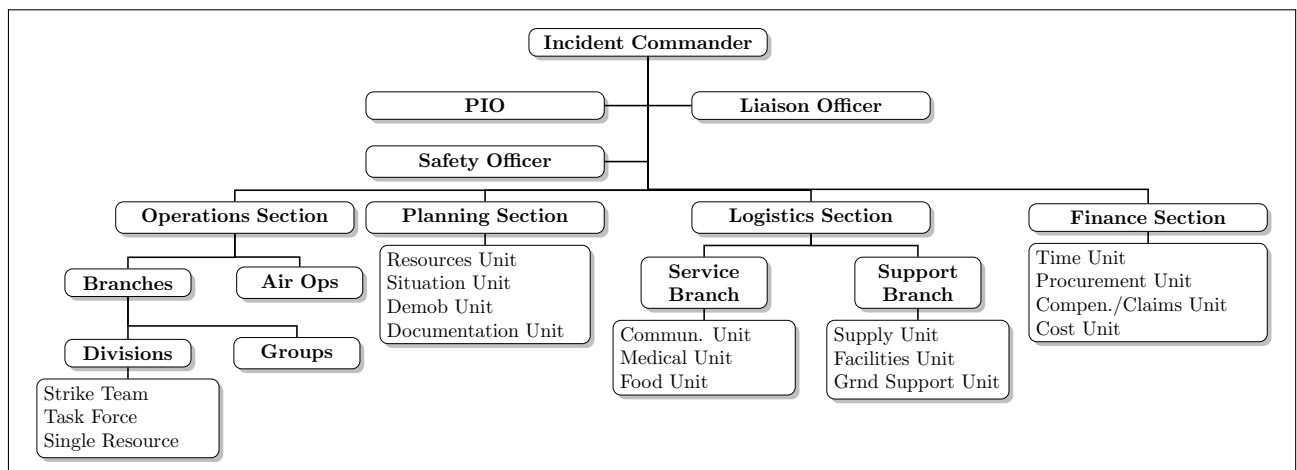 Incident Commander
PIO
Liaison Officer
Safety Officer
Operations Section
Planning Section
Logistics Section
Finance Section
Branches
Air Ops
Divisions
Groups
Strike Team
Task Force
Single Resource
Resources Unit
Situation Unit
Demob Unit
Documentation Unit
Service
Branch
Commun. Unit
Medical Unit
Food Unit
Support
Branch
Supply Unit
Facilities Unit
Grnd Support Unit
Time Unit
Procurement Unit
Compen./Claims Unit
Cost Unit